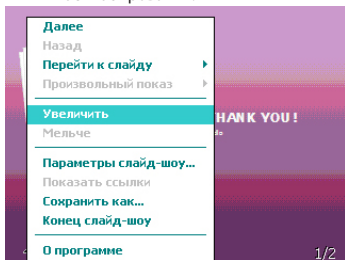 Далее
Назад
Перейти к слайду
Произвольный показ
Увеличить
HANK YOU!
Мельче
Параметры слайд-шоу...
Показать ссылки
Сохранить как...
Конец слайд-шоу
О программе
1/2